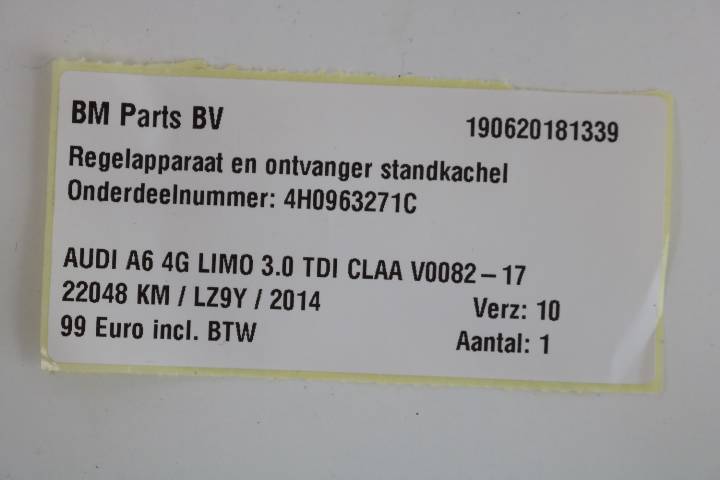 BM Parts BV 190620181339
Regelapparaat en ontvanger standkachel
Onderdeelnummer: 4H0963271C
AUDI A6 4G LIMO 3.0 TDI CLAA V0082 – 17
22048 KM / LZ9Y / 2014 Verz: 10
99 Euro incl. BTW Aantal: 1